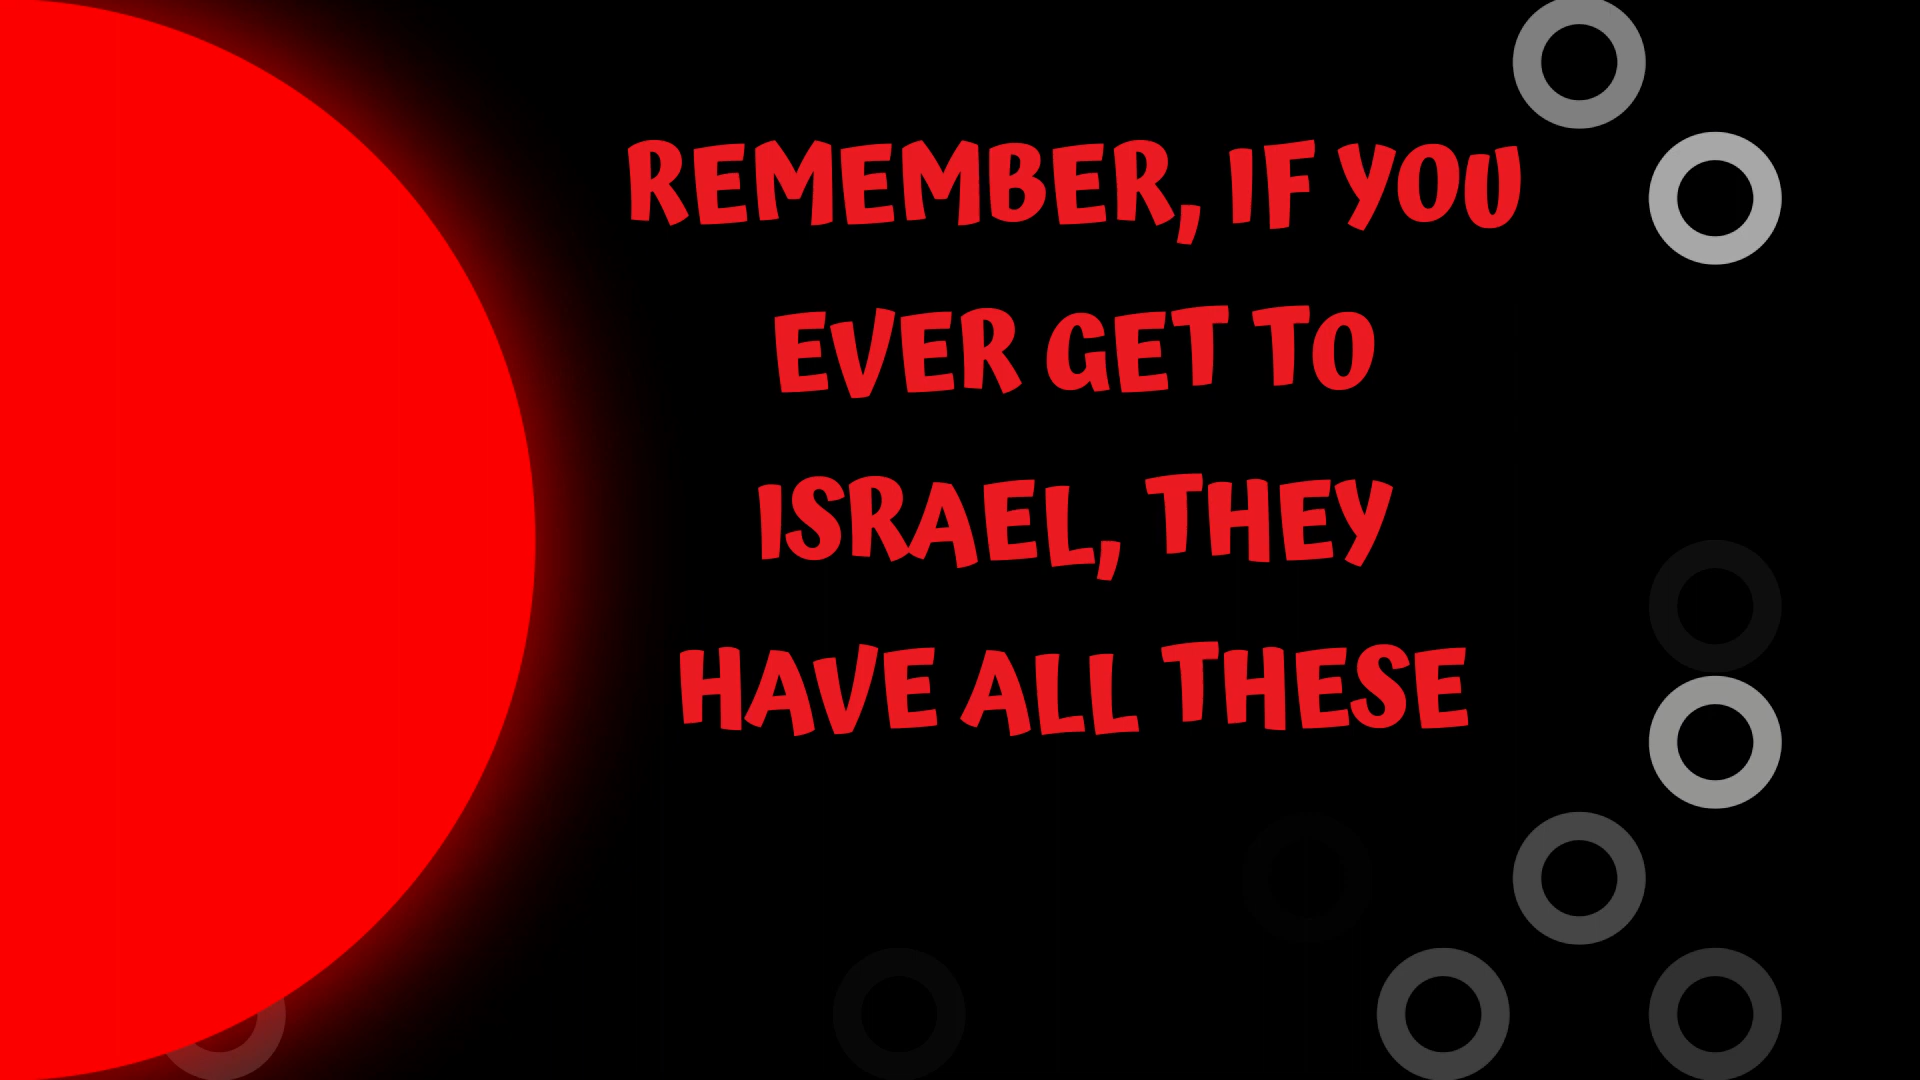 REMEMBER, IF YOU
EVER GET TO
ISRAEL, THEY
HAVE ALL THESE